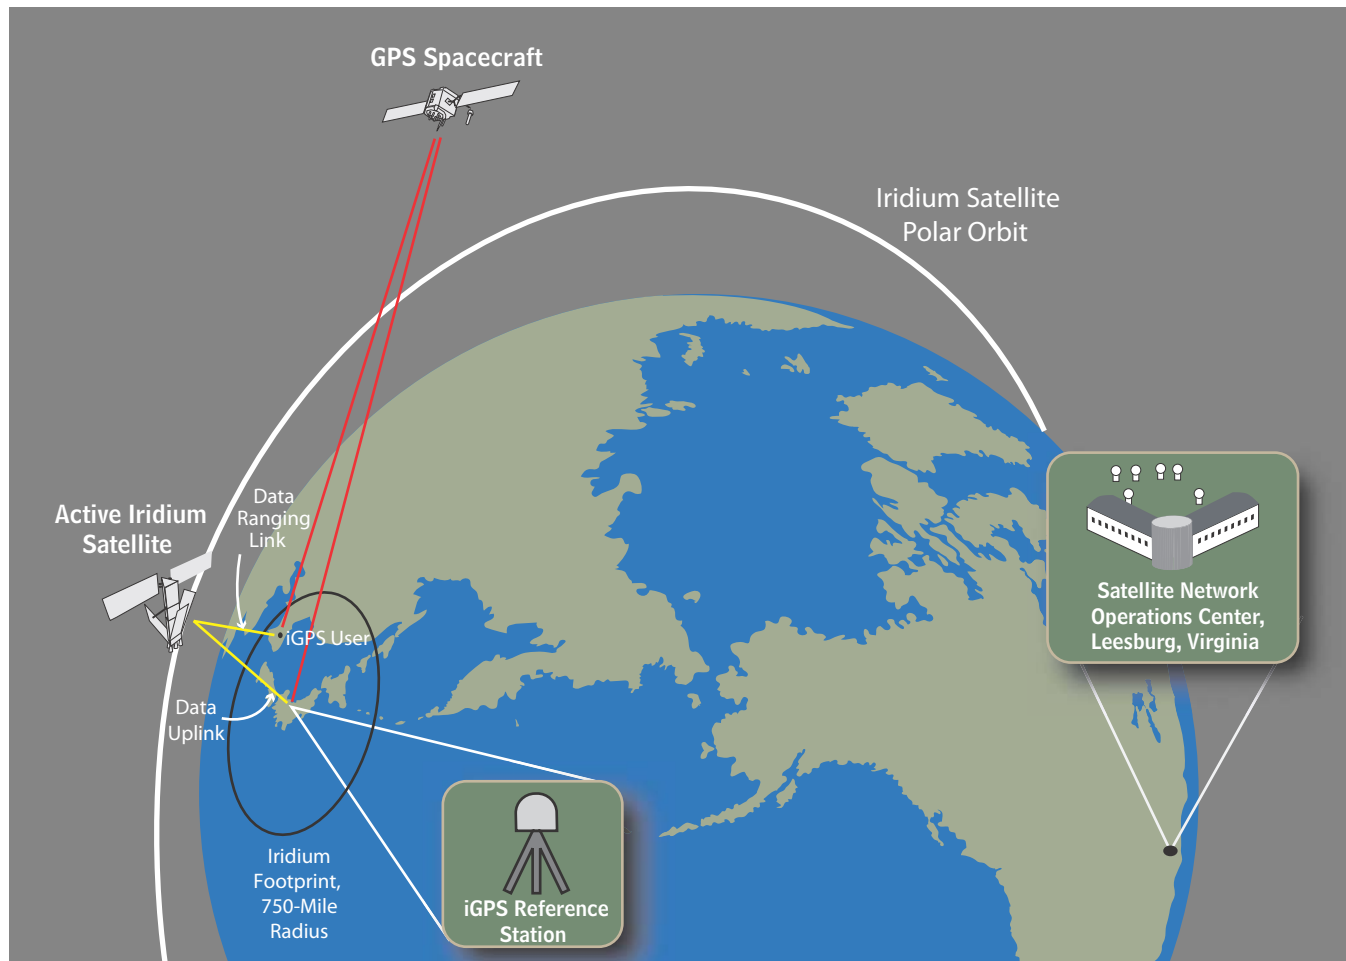 GPS Spacecraft
Iridium Satellite
Polar Orbit
Data
Ranging
Link
Active Iridium
Satellite
iGPS User
Data
Uplink
Satellite Network
Operations Center,
Leesburg, Virginia
Iridium
Footprint,
750-Mile
Radius
iGPS Reference
Station